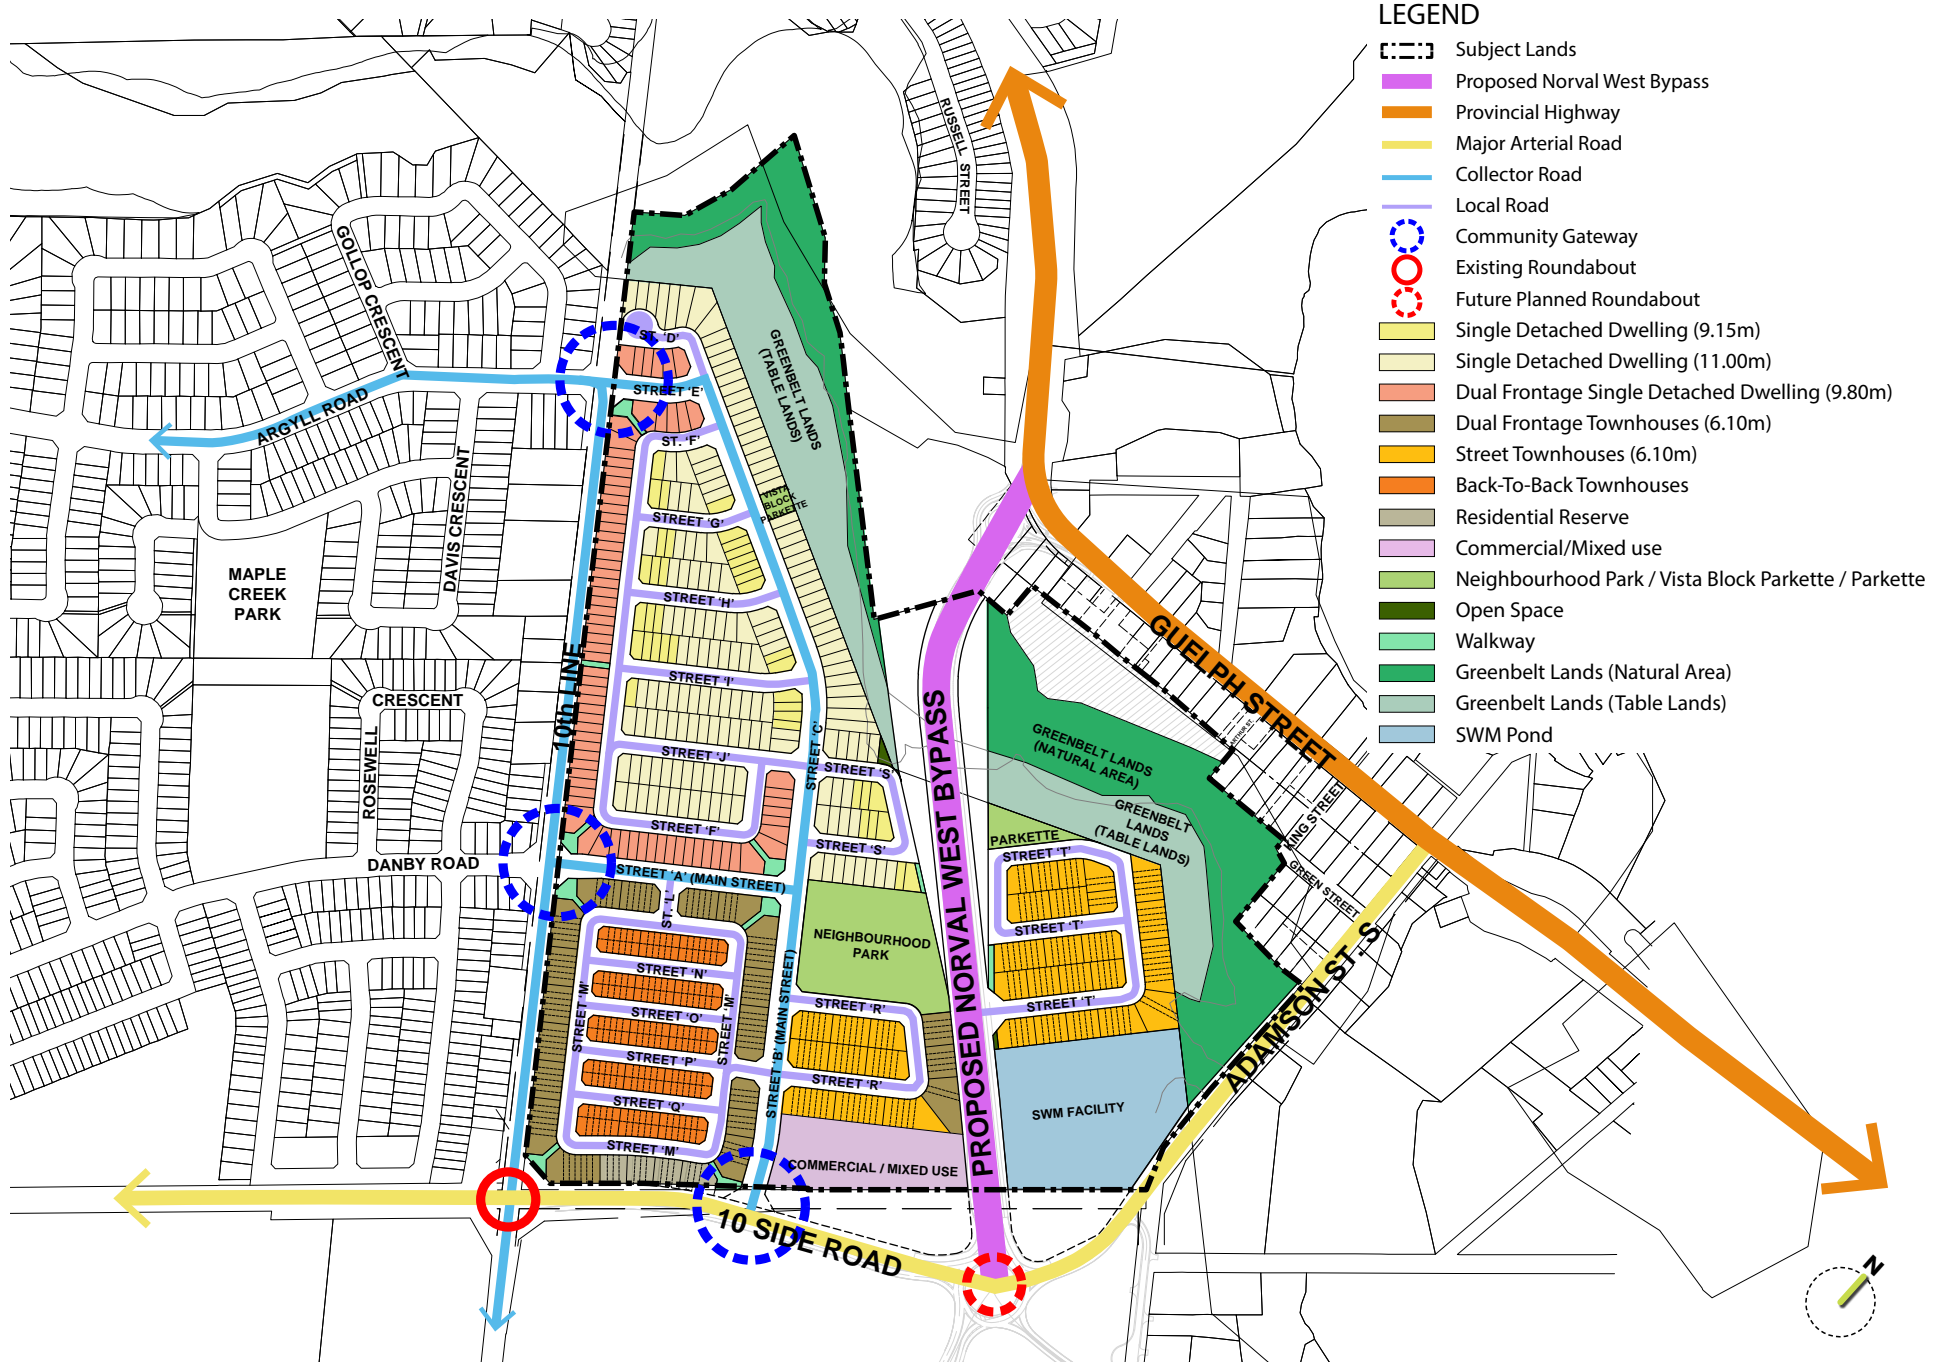 LEGEND
Subject Lands
Proposed Norval West Bypass
Provincial Highway
Major Arterial Road
Collector Road
Local Road
Community Gateway
Existing Roundabout
Future Planned Roundabout
Single Detached Dwelling (9.15m)
Single Detached Dwelling (11.00m)
Dual Frontage Single Detached Dwelling (9.80m)
Dual Frontage Townhouses (6.10m)
Street Townhouses (6.10m)
Back-To-Back Townhouses
Residential Reserve
Commercial/Mixed use
Neighbourhood Park / Vista Block Parkette / Parkette
Open Space
Walkway
Greenbelt Lands (Natural Area)
Greenbelt Lands (Table Lands)
SWM Pond
RUSSELL STREET
GOLLOP CRESCENT
ARGYLL ROAD
DAVIS CRESCENT
MAPLE
CREEK
PARK
CRESCENT
ROSEWELL
DANBY ROAD
10th LINE
ST. 'D'
STREET 'E'
ST. 'F'
STREET 'G'
STREET 'H'
STREET 'I'
STREET 'J'
STREET 'F'
STREET 'C'
STREET 'S'
STREET 'S'
VISTA
BLOCK
PARKETTE
GREENBELT LANDS
(TABLE LANDS)
STREET 'A' (MAIN STREET)
ST. 'L'
STREET 'N'
STREET 'O'
STREET 'P'
STREET 'Q'
STREET 'M'
STREET 'M'
STREET 'M'
STREET 'B' (MAIN STREET)
NEIGHBOURHOOD
PARK
STREET 'R'
STREET 'R'
COMMERCIAL / MIXED USE
PROPOSED NORVAL WEST BYPASS
GREENBELT LANDS
(NATURAL AREA)
GREENBELT
LANDS
(TABLE LANDS)
PARKETTE
STREET 'T'
STREET 'T'
STREET 'T'
SWM FACILITY
GUELPH STREET
ARTHUR ST.
KING STREET
GREEN STREET
ADAMSON ST. S
10 SIDE ROAD
N